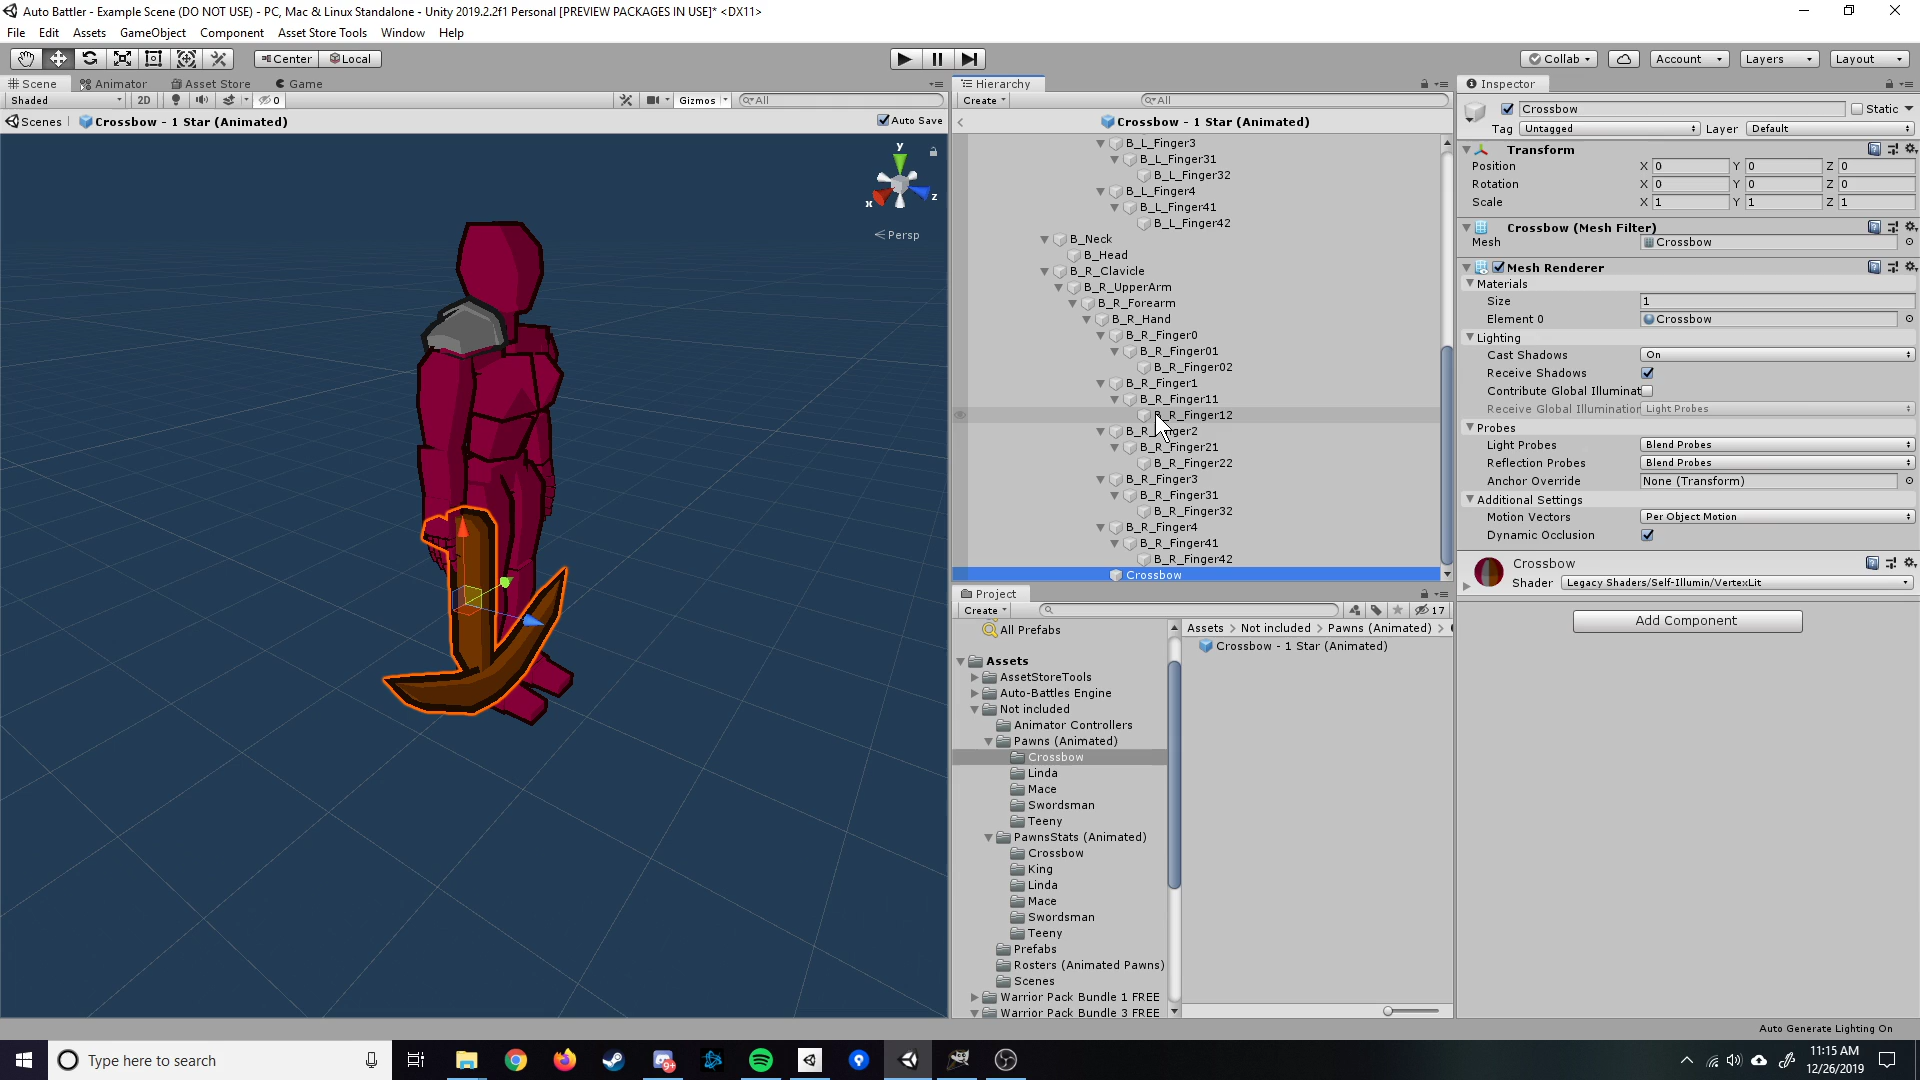 Auto Battler - Example Scene (DO NOT USE) - PC, Mac & Linux Standalone - Unity 2019.2.2f1 Personal [PREVIEW PACKAGES IN USE]* <DX11>
File Edit Assets GameObject Component Asset Store Tools Window Help
Center Local Collab Account Layers Layout
Scene Animator Asset Store Game
Shaded 2D 0 Gizmos All
Scenes Crossbow - 1 Star (Animated) Auto Save
y
x
z
Persp
Hierarchy
Create All
Crossbow - 1 Star (Animated)
B_L_Finger3
B_L_Finger31
B_L_Finger32
B_L_Finger4
B_L_Finger41
B_L_Finger42
B_Neck
B_Head
B_R_Clavicle
B_R_UpperArm
B_R_Forearm
B_R_Hand
B_R_Finger0
B_R_Finger01
B_R_Finger02
B_R_Finger1
B_R_Finger11
B_R_Finger12
B_R_Finger2
B_R_Finger21
B_R_Finger22
B_R_Finger3
B_R_Finger31
B_R_Finger32
B_R_Finger4
B_R_Finger41
B_R_Finger42
Crossbow
Project
Create 17
All Prefabs
Assets
AssetStoreTools
Auto-Battles Engine
Not included
Animator Controllers
Pawns (Animated)
Crossbow
Linda
Mace
Swordsman
Teeny
PawnsStats (Animated)
Crossbow
King
Linda
Mace
Swordsman
Teeny
Prefabs
Rosters (Animated Pawns)
Scenes
Warrior Pack Bundle 1 FREE
Warrior Pack Bundle 3 FREE
Assets > Not included > Pawns (Animated) >
Crossbow - 1 Star (Animated)
Inspector
Crossbow Static
Tag Untagged Layer Default
Transform
Position X 0 Y 0 Z 0
Rotation X 0 Y 0 Z 0
Scale X 1 Y 1 Z 1
Crossbow (Mesh Filter)
Mesh Crossbow
Mesh Renderer
Materials
Size 1
Element 0 Crossbow
Lighting
Cast Shadows On
Receive Shadows
Contribute Global Illuminat
Receive Global Illumination Light Probes
Probes
Light Probes Blend Probes
Reflection Probes Blend Probes
Anchor Override None (Transform)
Additional Settings
Motion Vectors Per Object Motion
Dynamic Occlusion
Crossbow
Shader Legacy Shaders/Self-Illumin/VertexLit
Add Component
Auto Generate Lighting On
Type here to search
9+
11:15 AM
12/26/2019